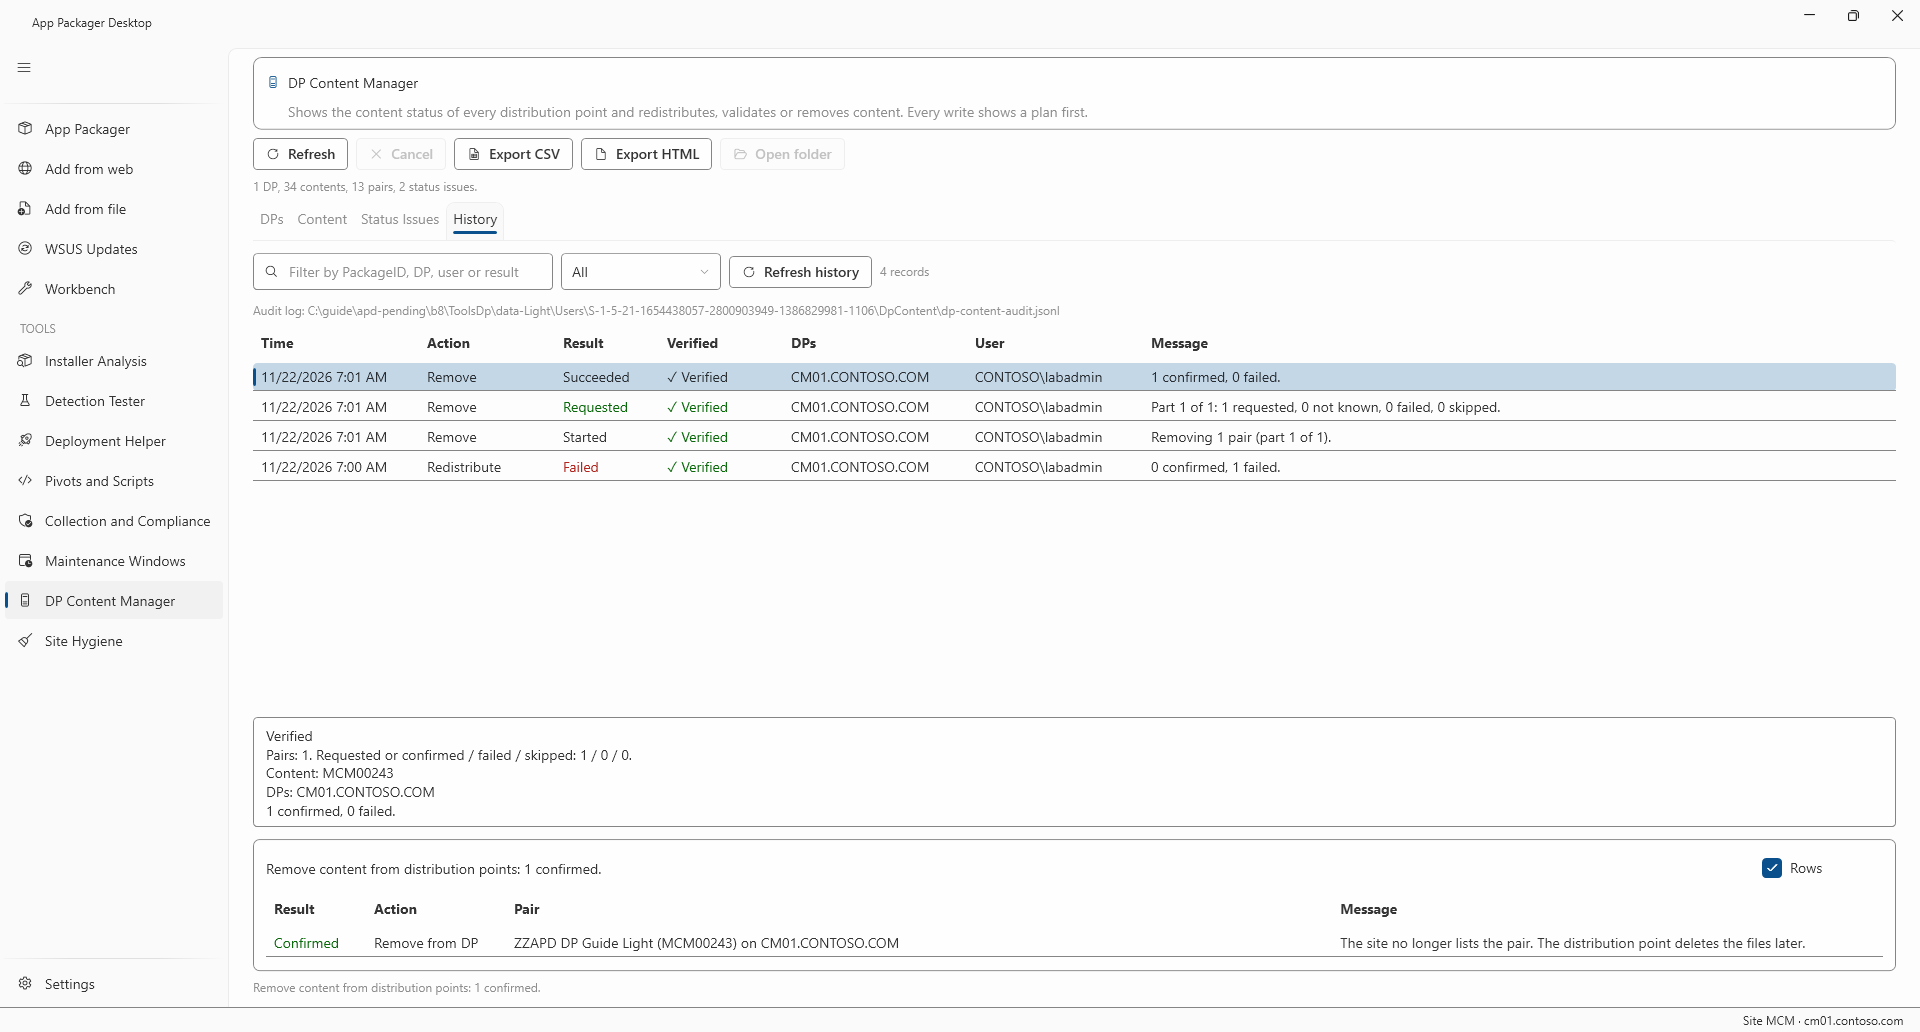 App Packager Desktop
DP Content Manager
Shows the content status of every distribution point and redistributes, validates or removes content. Every write shows a plan first.
App Packager
Add from web
Add from file
WSUS Updates
Workbench
TOOLS
Installer Analysis
Detection Tester
Deployment Helper
Pivots and Scripts
Collection and Compliance
Maintenance Windows
DP Content Manager
Site Hygiene
Settings
Refresh Cancel Export CSV Export HTML Open folder
1 DP, 34 contents, 13 pairs, 2 status issues.
DPs Content Status Issues History
Filter by PackageID, DP, user or result All Refresh history 4 records
Audit log: C:\guide\apd-pending\b8\ToolsDp\data-Light\Users\S-1-5-21-1654438057-2800903949-1386829981-1106\DpContent\dp-content-audit.jsonl
Time Action Result Verified DPs User Message
11/22/2026 7:01 AM Remove Succeeded ✓ Verified CM01.CONTOSO.COM CONTOSO\labadmin 1 confirmed, 0 failed.
11/22/2026 7:01 AM Remove Requested ✓ Verified CM01.CONTOSO.COM CONTOSO\labadmin Part 1 of 1: 1 requested, 0 not known, 0 failed, 0 skipped.
11/22/2026 7:01 AM Remove Started ✓ Verified CM01.CONTOSO.COM CONTOSO\labadmin Removing 1 pair (part 1 of 1).
11/22/2026 7:00 AM Redistribute Failed ✓ Verified CM01.CONTOSO.COM CONTOSO\labadmin 0 confirmed, 1 failed.
Verified
Pairs: 1. Requested or confirmed / failed / skipped: 1 / 0 / 0.
Content: MCM00243
DPs: CM01.CONTOSO.COM
1 confirmed, 0 failed.
Remove content from distribution points: 1 confirmed. Rows
Result Action Pair Message
Confirmed Remove from DP ZZAPD DP Guide Light (MCM00243) on CM01.CONTOSO.COM The site no longer lists the pair. The distribution point deletes the files later.
Remove content from distribution points: 1 confirmed.
Site MCM · cm01.contoso.com